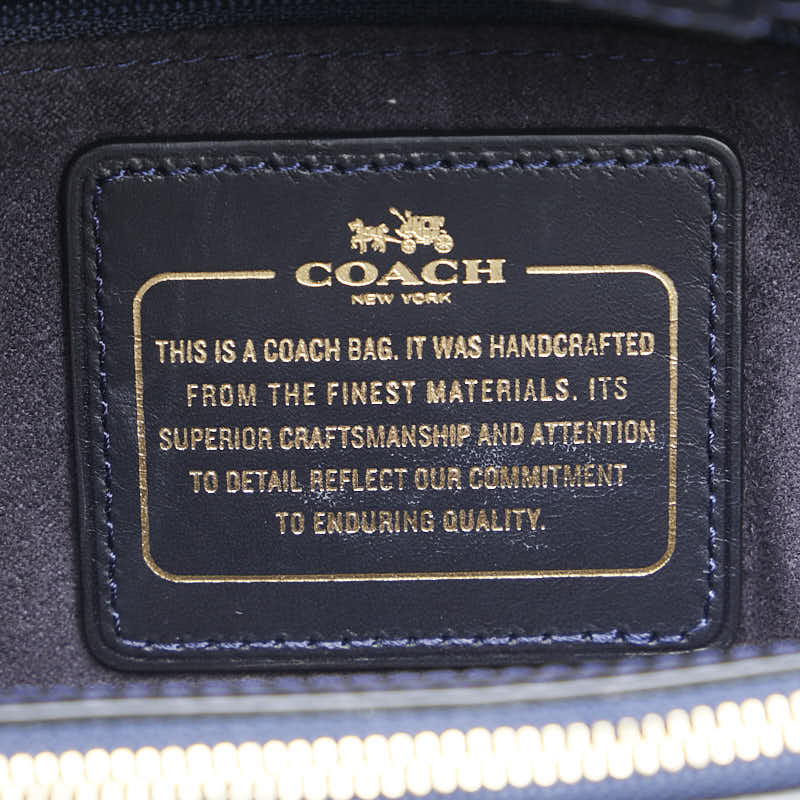 COACH
NEW YORK
THIS IS A COACH BAG. IT WAS HANDCRAFTED
FROM THE FINEST MATERIALS. ITS
SUPERIOR CRAFTSMANSHIP AND ATTENTION
TO DETAIL REFLECT OUR COMMITMENT
TO ENDURING QUALITY.